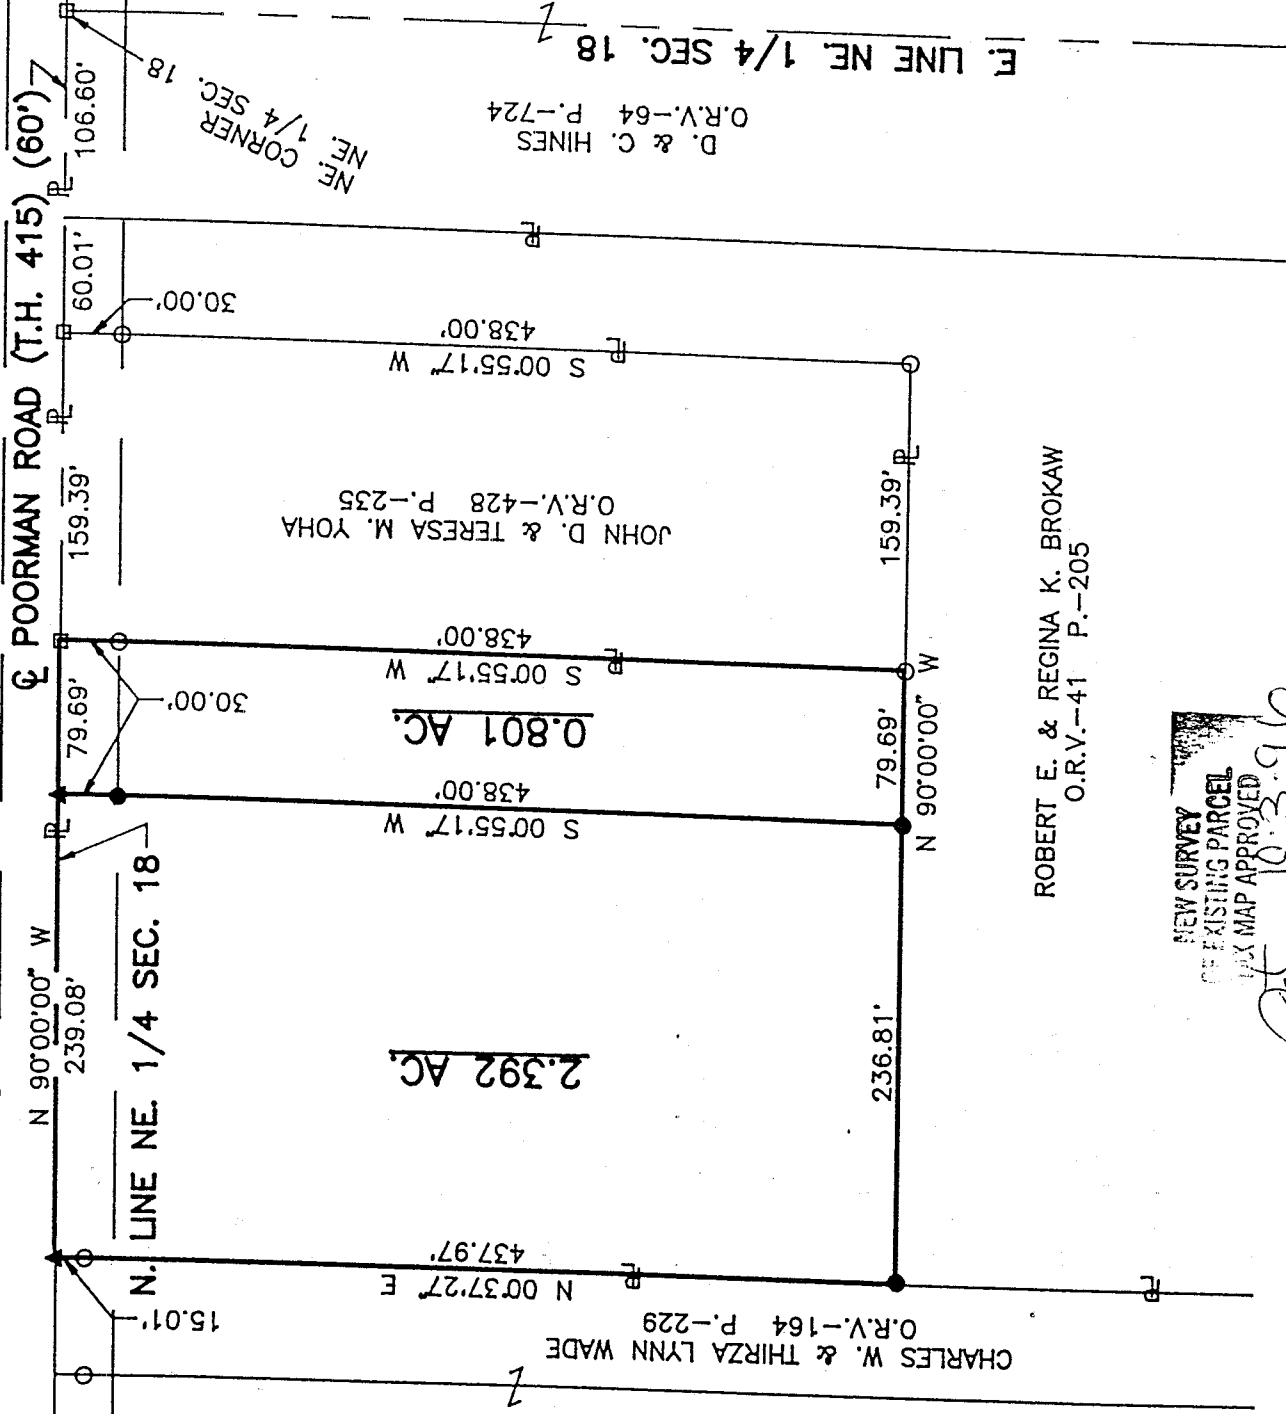 E. LINE NE. 1/4 SEC. 18
D. & C. HINES
O.R.V.-64 P.-724
NE. CORNER
NE. 1/4 SEC. 18
106.60'
℄ POORMAN ROAD (T.H. 415) (60')
60.01'
30.00'
S 00°55'17" W
438.00'
159.39'
JOHN D. & TERESA M. YOHA
O.R.V.-428 P.-235
159.39'
S 00°55'17" W
438.00'
79.69'
30.00'
0.801 AC.
79.69'
N 90°00'00" W
S 00°55'17" W
438.00'
N 90°00'00" W
239.08'
N. LINE NE. 1/4 SEC. 18
2.392 AC.
236.81'
N 00°37'27" E
437.97'
15.01'
CHARLES W. & THIRZA LYNN WADE
O.R.V.-164 P.-229
ROBERT E. & REGINA K. BROKAW
O.R.V.-41 P.-205
NEW SURVEY
OF EXISTING PARCEL
TAX MAP APPROVED